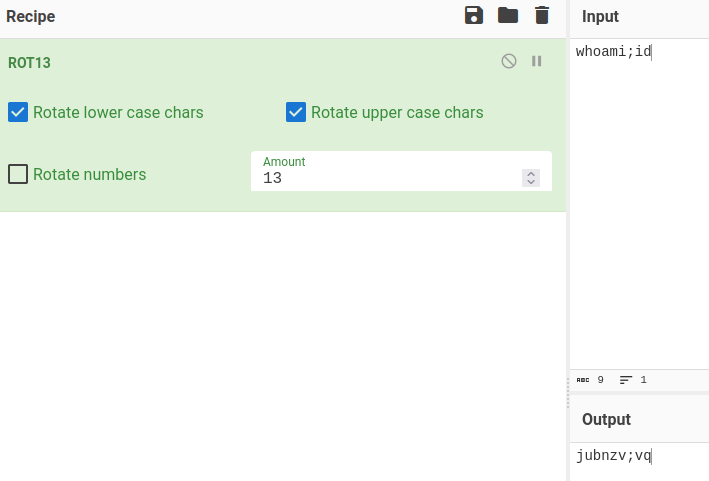 Recipe
ROT13
Rotate lower case chars
Rotate upper case chars
Rotate numbers
Amount
13
Input
whoami;id
ABC 9
1
Output
jubnzv;vq